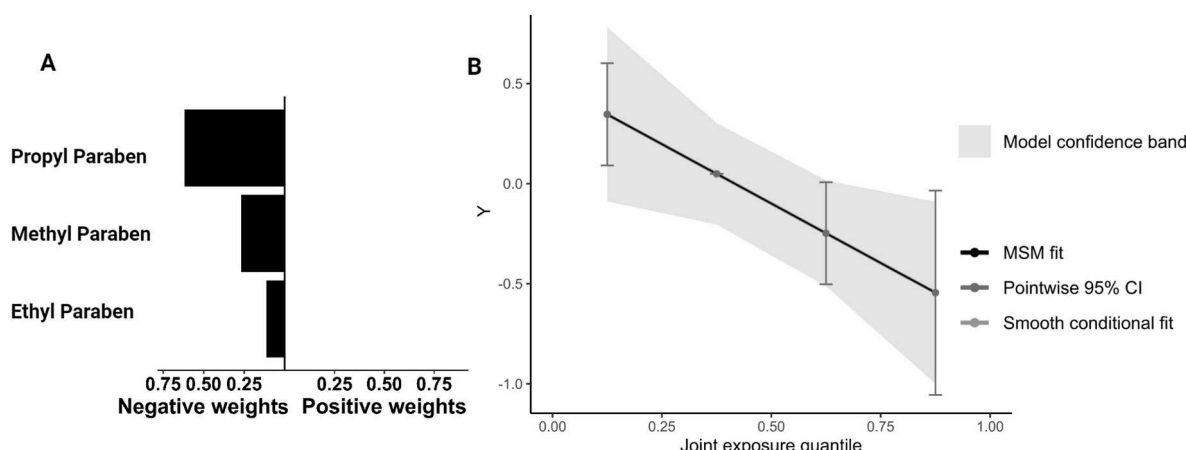 A
Propyl Paraben
Methyl Paraben
Ethyl Paraben
0.75 0.50 0.25 0.25 0.50 0.75
Negative weights Positive weights
B
Y
0.5
0.0
-0.5
-1.0
0.00 0.25 0.50 0.75 1.00
Joint exposure quantile
Model confidence band
MSM fit
Pointwise 95% CI
Smooth conditional fit